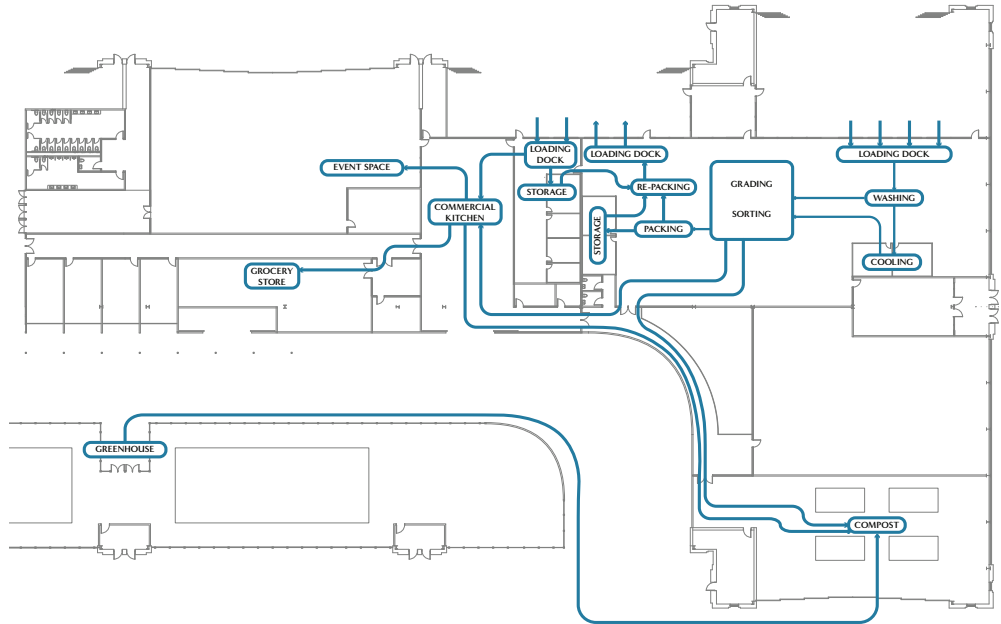 LOADING
DOCK
LOADING DOCK
LOADING DOCK
EVENT SPACE
STORAGE
RE-PACKING
GRADING
SORTING
WASHING
COMMERCIAL
KITCHEN
STORAGE
PACKING
COOLING
GROCERY
STORE
GREENHOUSE
COMPOST